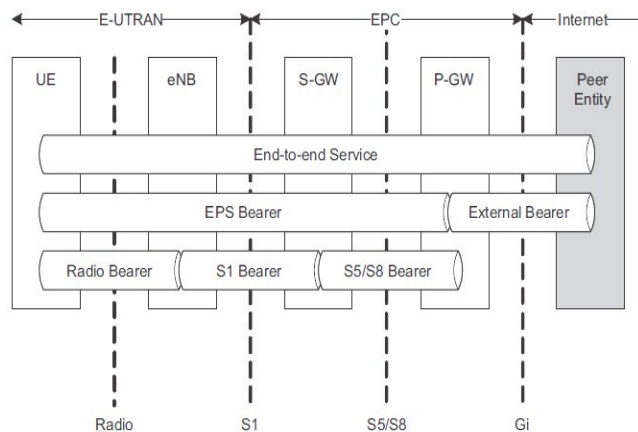 E-UTRAN EPC Internet
UE eNB S-GW P-GW Peer
Entity
End-to-end Service
EPS Bearer External Bearer
Radio Bearer S1 Bearer S5/S8 Bearer
Radio S1 S5/S8 Gi